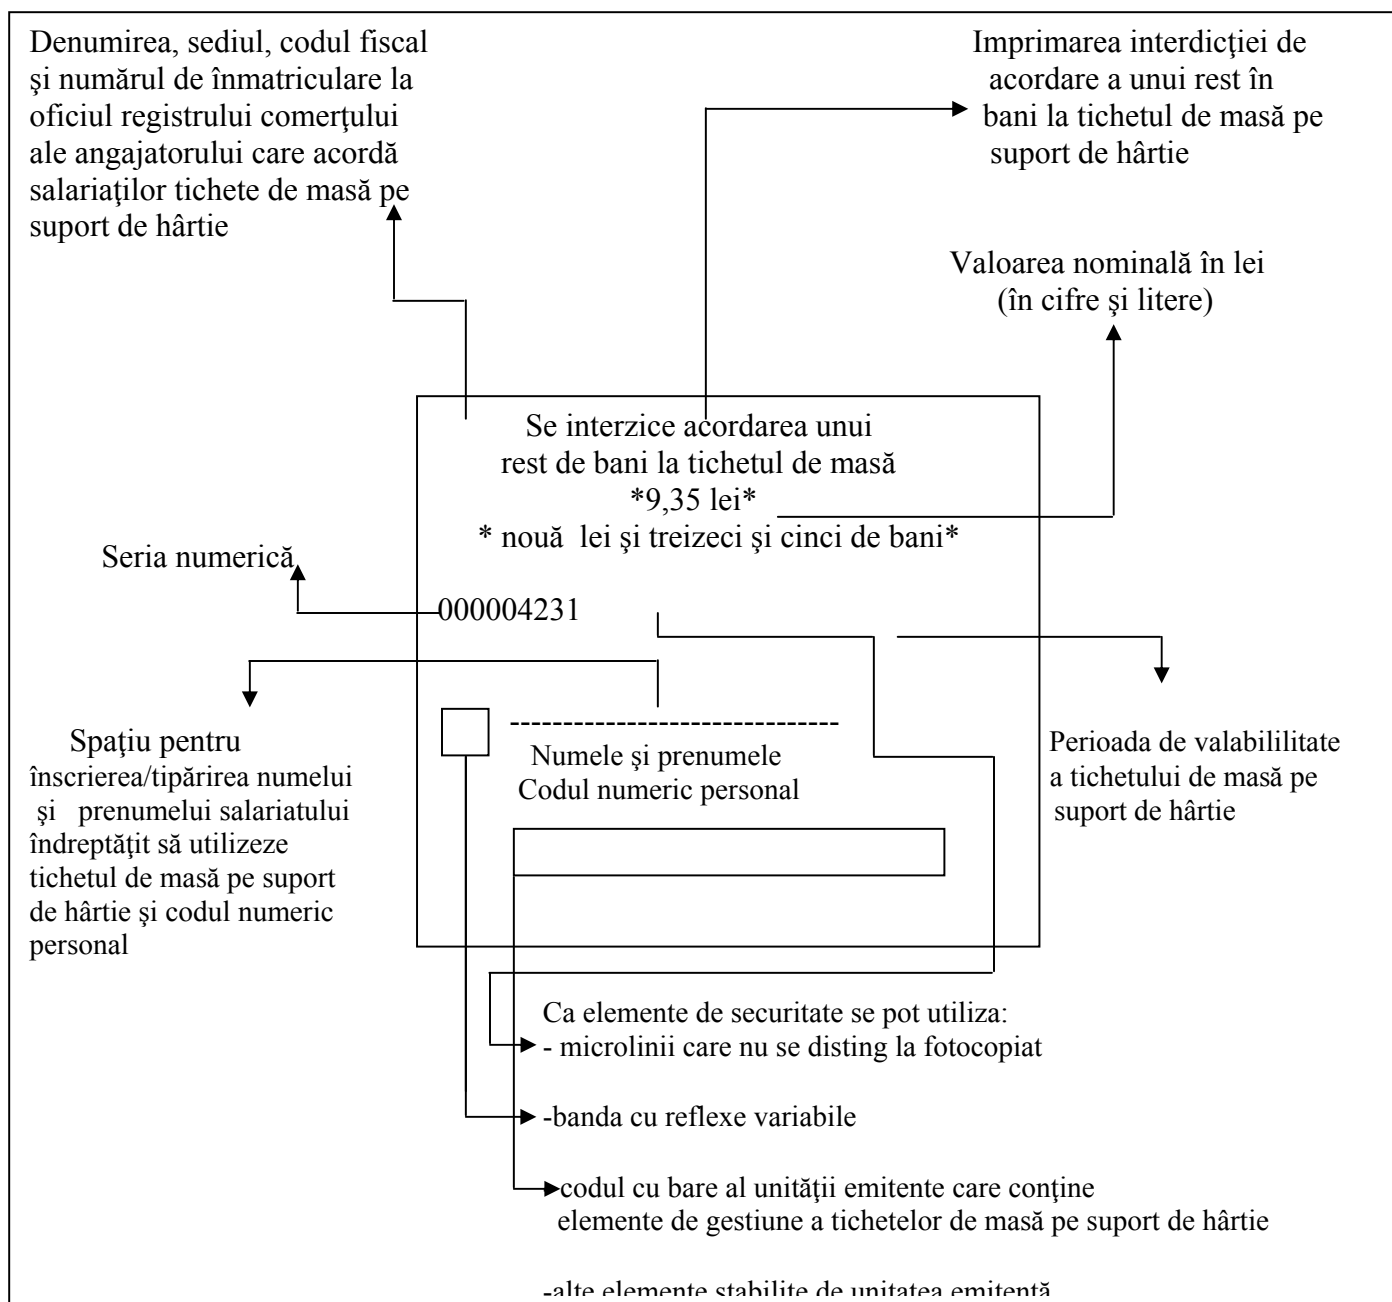 Denumirea, sediul, codul fiscal
şi numărul de înmatriculare la
oficiul registrului comerţului
ale angajatorului care acordă
salariaţilor tichete de masă pe
suport de hârtie
Imprimarea interdicţiei de
acordare a unui rest în
bani la tichetul de masă pe
suport de hârtie
Valoarea nominală în lei
(în cifre şi litere)
Se interzice acordarea unui
rest de bani la tichetul de masă
*9,35 lei*
* nouă lei şi treizeci şi cinci de bani*
Seria numerică
000004231
------------------------------
Numele şi prenumele
Codul numeric personal
Spaţiu pentru
înscrierea/tipărirea numelui
şi prenumelui salariatului
îndreptăţit să utilizeze
tichetul de masă pe suport
de hârtie şi codul numeric
personal
Perioada de valabililitate
a tichetului de masă pe
suport de hârtie
Ca elemente de securitate se pot utiliza:
- microlinii care nu se disting la fotocopiat
-banda cu reflexe variabile
codul cu bare al unităţii emitente care conţine
elemente de gestiune a tichetelor de masă pe suport de hârtie
-alte elemente stabilite de unitatea emitentă